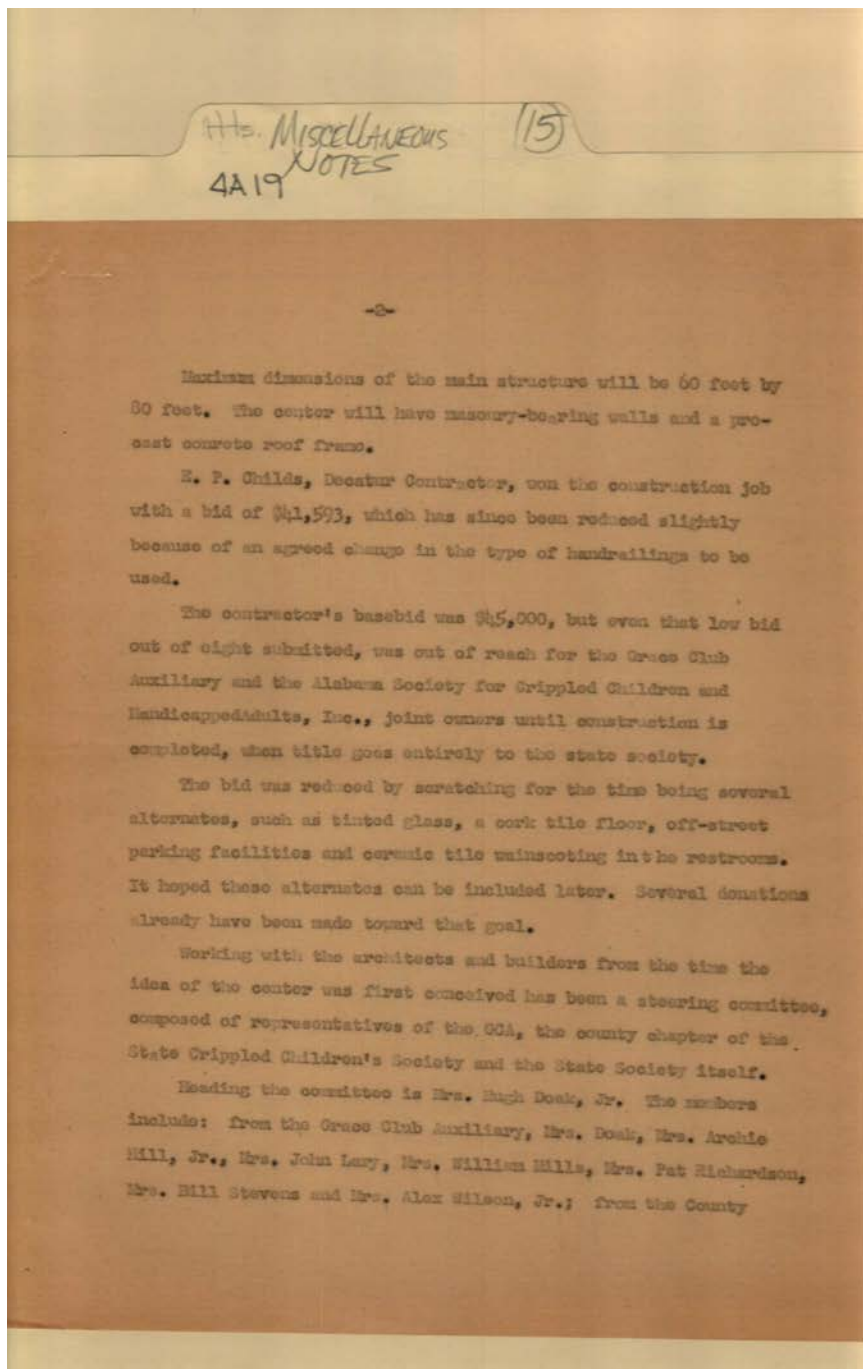 Hs. MISCELLANEOUS (15)
NOTES
4A19
-2-
Maximum dimensions of the main structure will be 60 feet by
80 feet. The center will have masonry-bearing walls and a pre-
cast conrete roof frame.
E. P. Childs, Decatur Contractor, won the construction job
with a bid of $41,593, which has since been reduced slightly
because of an agreed change in the type of handrailings to be
used.
The contractor's basebid was $45,000, but even that low bid
out of eight submitted, was out of reach for the Grace Club
Auxiliary and the Alabama Society for Crippled Children and
HandicappedAdults, Inc., joint owners until construction is
completed, when title goes entirely to the state society.
The bid was reduced by scratching for the time being several
alternates, such as tinted glass, a cork tile floor, off-street
parking facilities and ceramic tile wainscoting in the restrooms.
It hoped these alternates can be included later. Several donations
already have been made toward that goal.
Working with the architects and builders from the time the
idea of the center was first conceived has been a steering committee,
composed of representatives of the GCA, the county chapter of the
State Crippled Children's Society and the State Society itself.
Heading the committee is Mrs. Hugh Doak, Jr. The members
include: from the Grace Club Auxiliary, Mrs. Doak, Mrs. Archie
Hill, Jr., Mrs. John Lary, Mrs. William Mills, Mrs. Pat Richardson,
Mrs. Bill Stevens and Mrs. Alex Wilson, Jr.; from the County